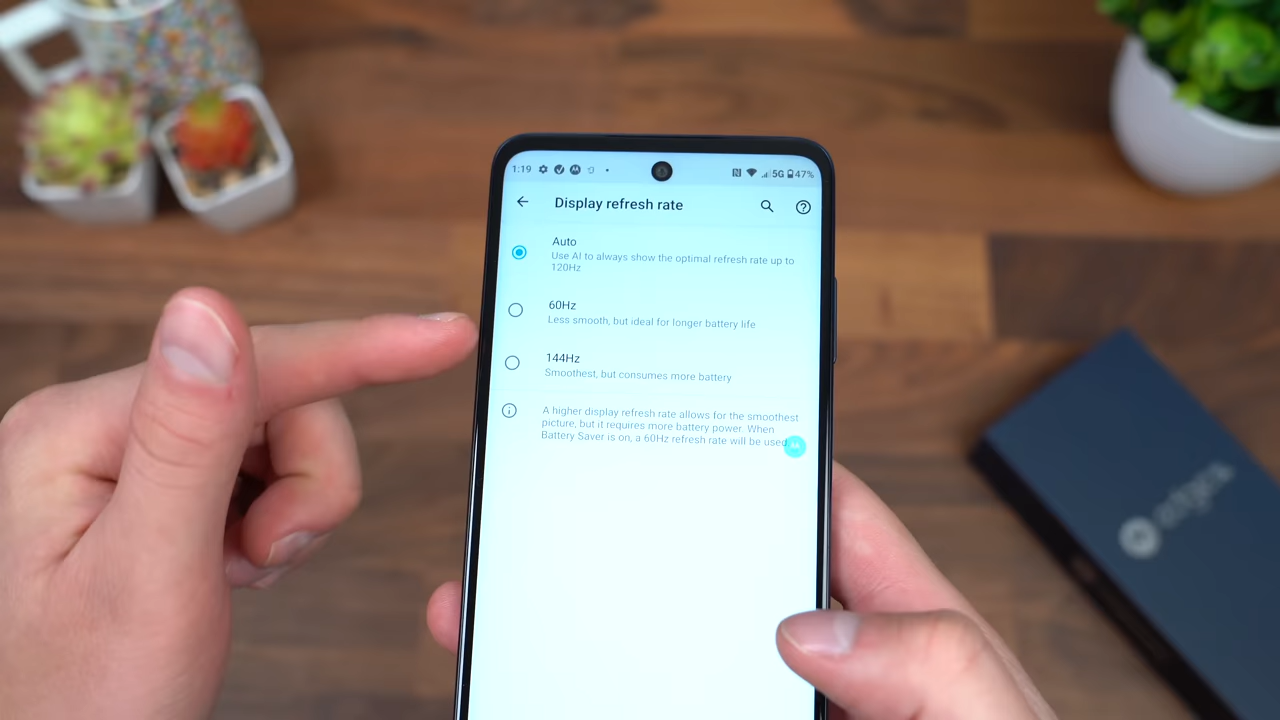 1:19 5G 47%
Display refresh rate
Auto
Use AI to always show the optimal refresh rate up to
120Hz
60Hz
Less smooth, but ideal for longer battery life
144Hz
Smoothest, but consumes more battery
A higher display refresh rate allows for the smoothest
picture, but it requires more battery power. When
Battery Saver is on, a 60Hz refresh rate will be used.